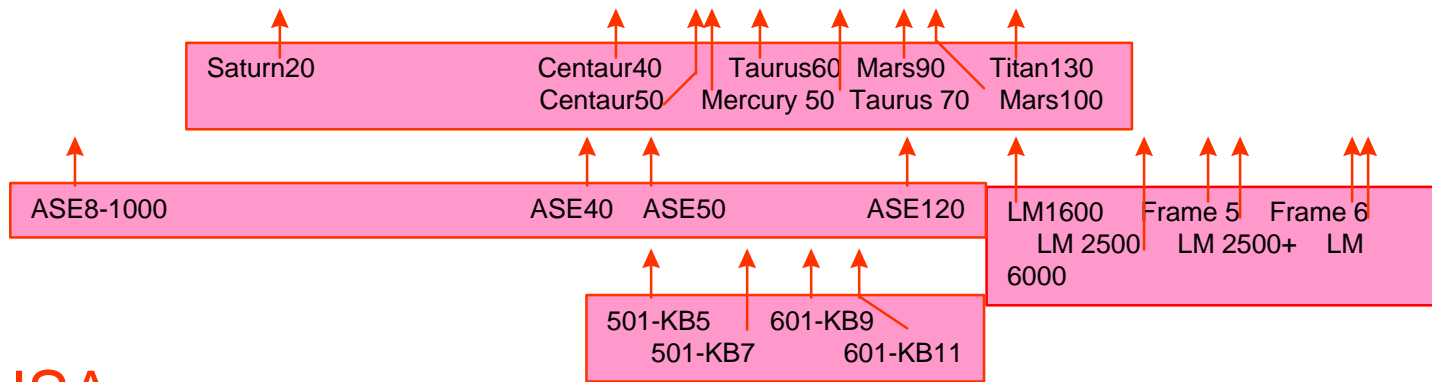 Saturn20 Centaur40 Taurus60 Mars90 Titan130
Centaur50 Mercury 50 Taurus 70 Mars100
ASE8-1000 ASE40 ASE50 ASE120
LM1600 Frame 5 Frame 6
LM 2500 LM 2500+ LM
6000
501-KB5 601-KB9
501-KB7 601-KB11